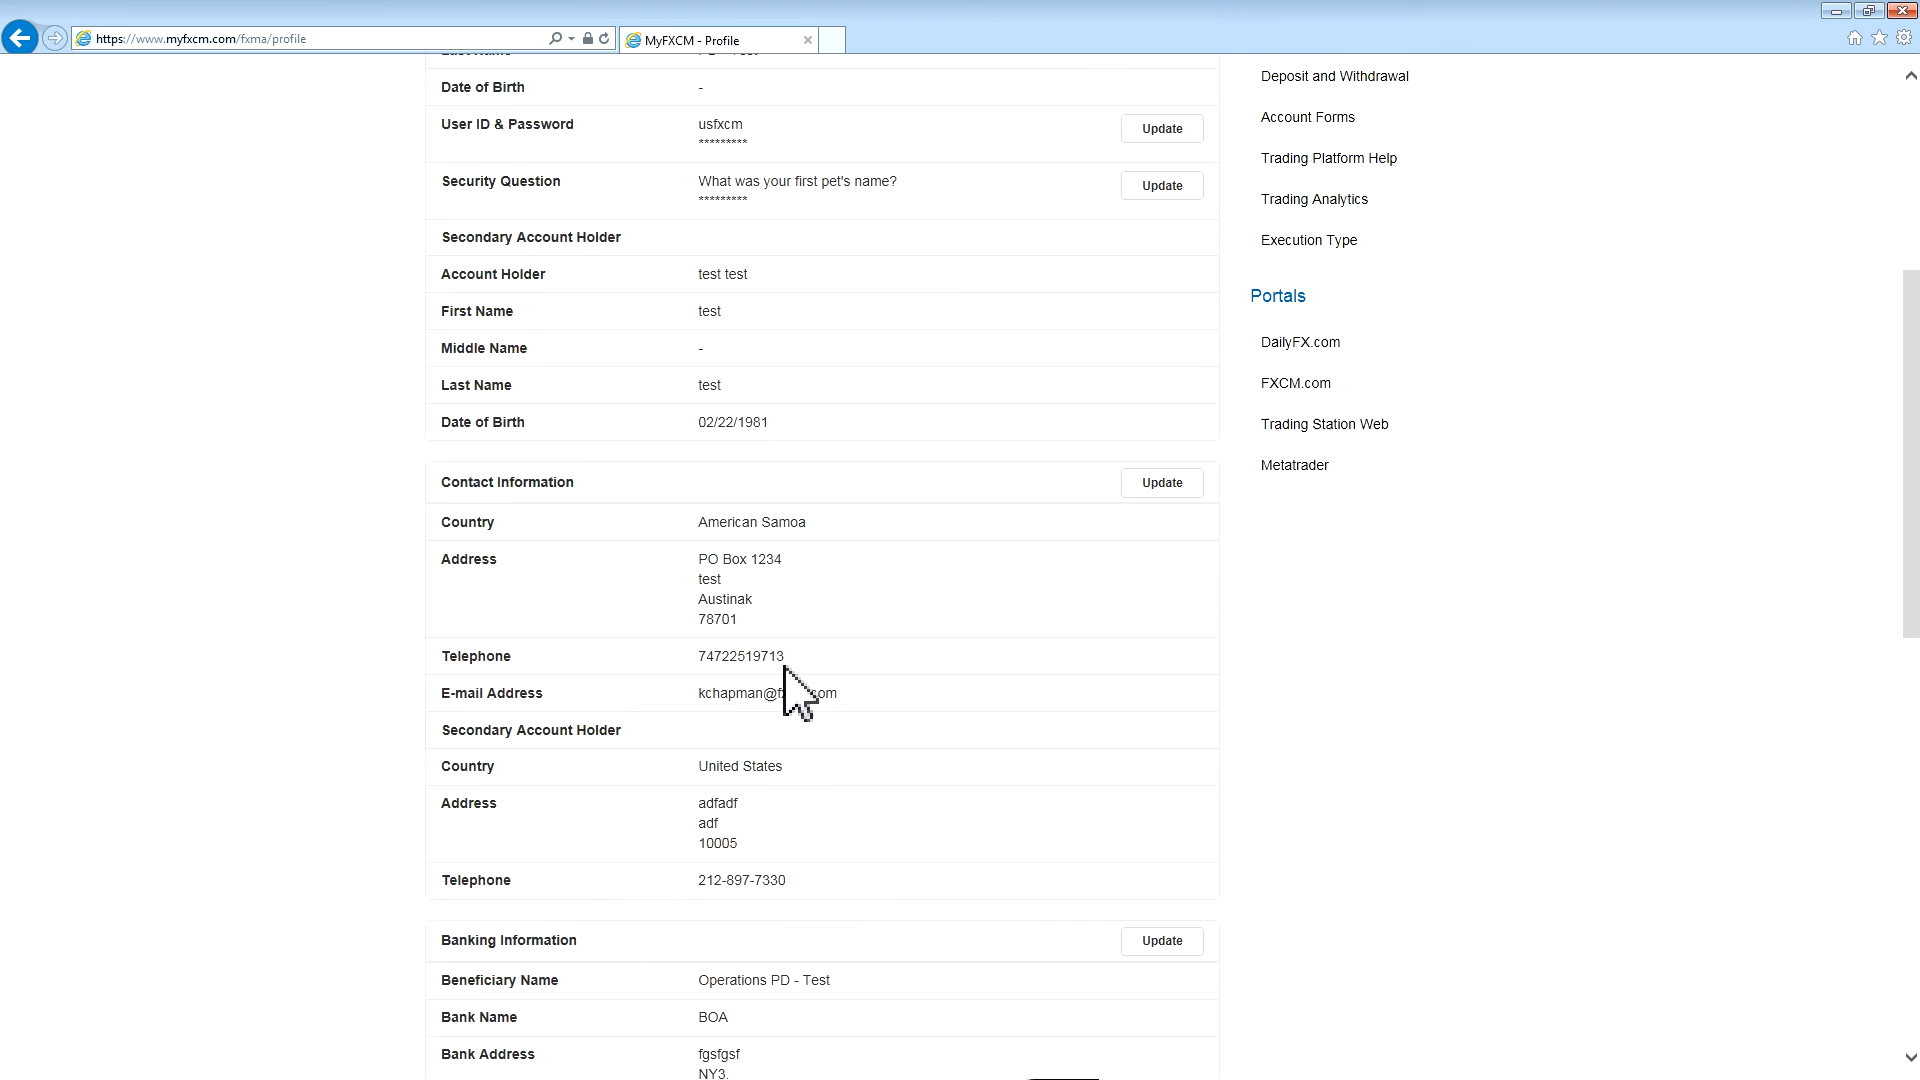 https://www.myfxcm.com/fxma/profile
MyFXCM - Profile
Date of Birth -
User ID & Password usfxcm Update
*********
Security Question What was your first pet's name? Update
*********
Secondary Account Holder
Account Holder test test
First Name test
Middle Name -
Last Name test
Date of Birth 02/22/1981
Contact Information Update
Country American Samoa
Address PO Box 1234
test
Austinak
78701
Telephone 74722519713
E-mail Address kchapman@f com
Secondary Account Holder
Country United States
Address adfadf
adf
10005
Telephone 212-897-7330
Banking Information Update
Beneficiary Name Operations PD - Test
Bank Name BOA
Bank Address fgsfgsf
NY3,
Deposit and Withdrawal
Account Forms
Trading Platform Help
Trading Analytics
Execution Type
Portals
DailyFX.com
FXCM.com
Trading Station Web
Metatrader